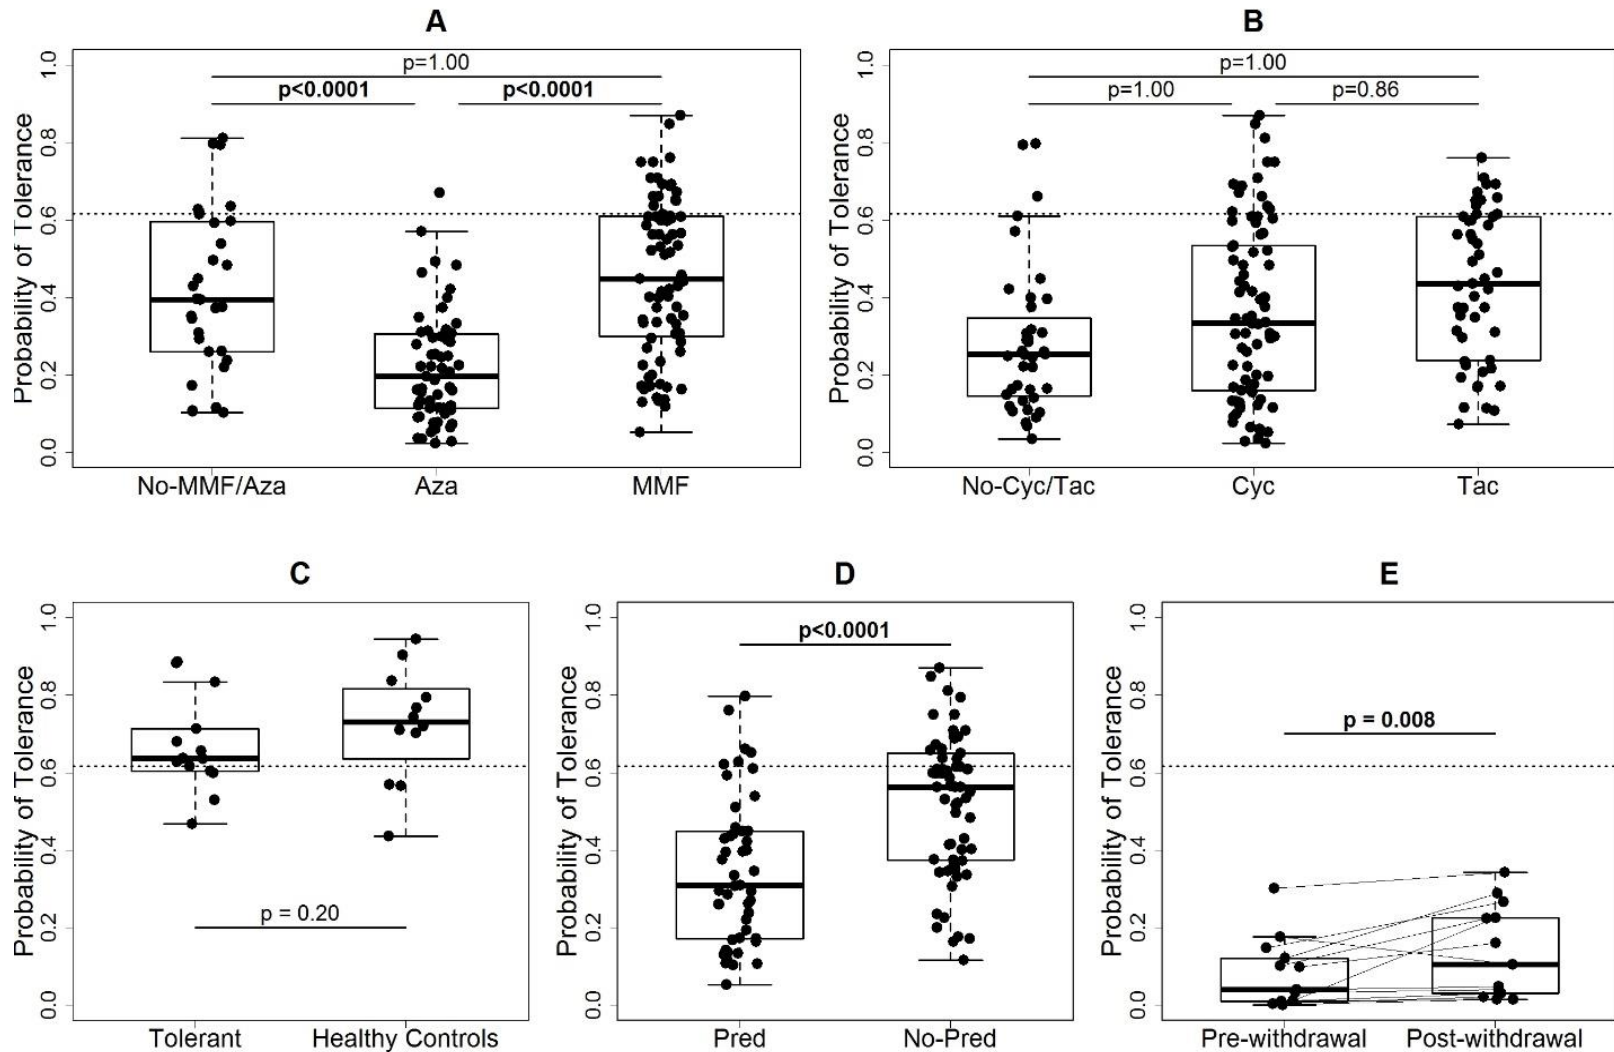 A
Probability of Tolerance
0.0 0.2 0.4 0.6 0.8 1.0
p=1.00
p<0.0001 p<0.0001
No-MMF/Aza Aza MMF
B
Probability of Tolerance
0.0 0.2 0.4 0.6 0.8 1.0
p=1.00
p=1.00 p=0.86
No-Cyc/Tac Cyc Tac
C
Probability of Tolerance
0.0 0.2 0.4 0.6 0.8 1.0
p = 0.20
Tolerant Healthy Controls
D
Probability of Tolerance
0.0 0.2 0.4 0.6 0.8 1.0
p<0.0001
Pred No-Pred
E
Probability of Tolerance
0.0 0.2 0.4 0.6 0.8 1.0
p = 0.008
Pre-withdrawal Post-withdrawal